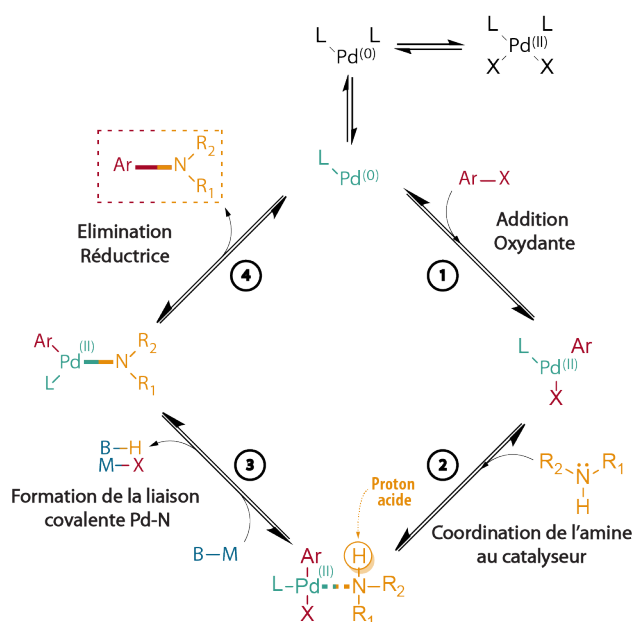 L L
Pd(0)
L L
Pd(II)
X X
L
Pd(0)
Ar—X
Addition
Oxydante
1
Ar—N
R2
R1
Elimination
Réductrice
4
Ar
(II)
Pd—N
L
R2
R1
L
Ar
Pd(II)
X
B—H
M—X
3
2
R2
N
R1
H
Formation de la liaison
covalente Pd-N
Proton
acide
Coordination de l'amine
au catalyseur
B—M
Ar
(II)
H
L—Pd
N—R2
X
R1